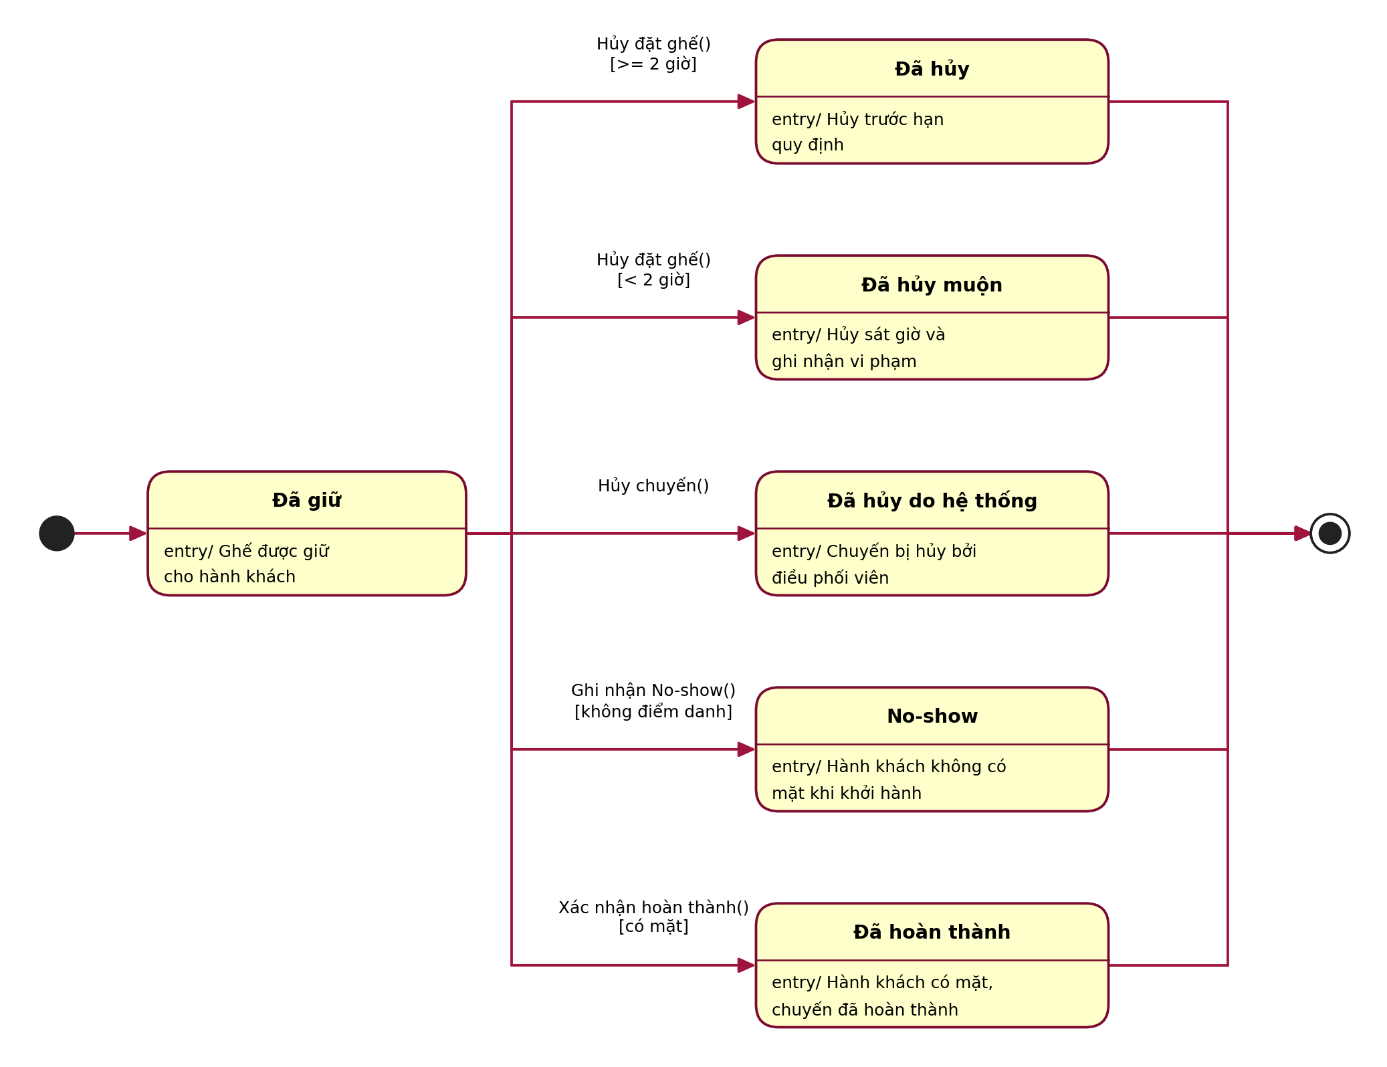 Hủy đặt ghế()
[>= 2 giờ]
Đã hủy
entry/ Hủy trước hạn
quy định
Hủy đặt ghế()
[< 2 giờ]
Đã hủy muộn
entry/ Hủy sát giờ và
ghi nhận vi phạm
Đã giữ
entry/ Ghế được giữ
cho hành khách
Hủy chuyến()
Đã hủy do hệ thống
entry/ Chuyến bị hủy bởi
điều phối viên
Ghi nhận No-show()
[không điểm danh]
No-show
entry/ Hành khách không có
mặt khi khởi hành
Xác nhận hoàn thành()
[có mặt]
Đã hoàn thành
entry/ Hành khách có mặt,
chuyến đã hoàn thành